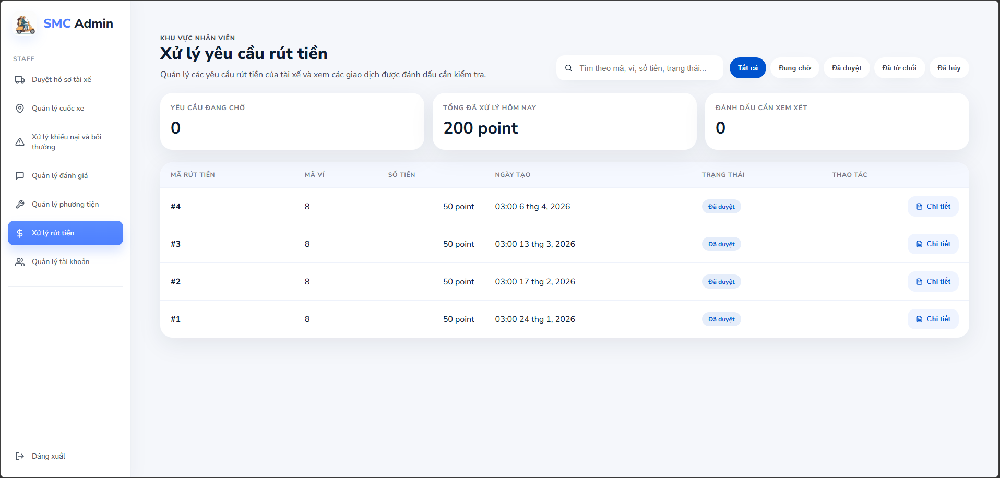 SMC Admin
STAFF
Duyệt hồ sơ tài xế
Quản lý cuốc xe
Xử lý khiếu nại và bồi
thường
Quản lý đánh giá
Quản lý phương tiện
Xử lý rút tiền
Quản lý tài khoản
Đăng xuất
KHU VỰC NHÂN VIÊN
Xử lý yêu cầu rút tiền
Quản lý các yêu cầu rút tiền của tài xế và xem các giao dịch được đánh dấu cần kiểm tra.
Tìm theo mã, ví, số tiền, trạng thái...
Tất cả Đang chờ Đã duyệt Đã từ chối Đã hủy
YÊU CẦU ĐANG CHỜ
0
TỔNG ĐÃ XỬ LÝ HÔM NAY
200 point
ĐÁNH DẤU CẦN XEM XÉT
0
MÃ RÚT TIỀN MÃ VÍ SỐ TIỀN NGÀY TẠO TRẠNG THÁI THAO TÁC
#4 8 50 point 03:00 6 thg 4, 2026 Đã duyệt Chi tiết
#3 8 50 point 03:00 13 thg 3, 2026 Đã duyệt Chi tiết
#2 8 50 point 03:00 17 thg 2, 2026 Đã duyệt Chi tiết
#1 8 50 point 03:00 24 thg 1, 2026 Đã duyệt Chi tiết